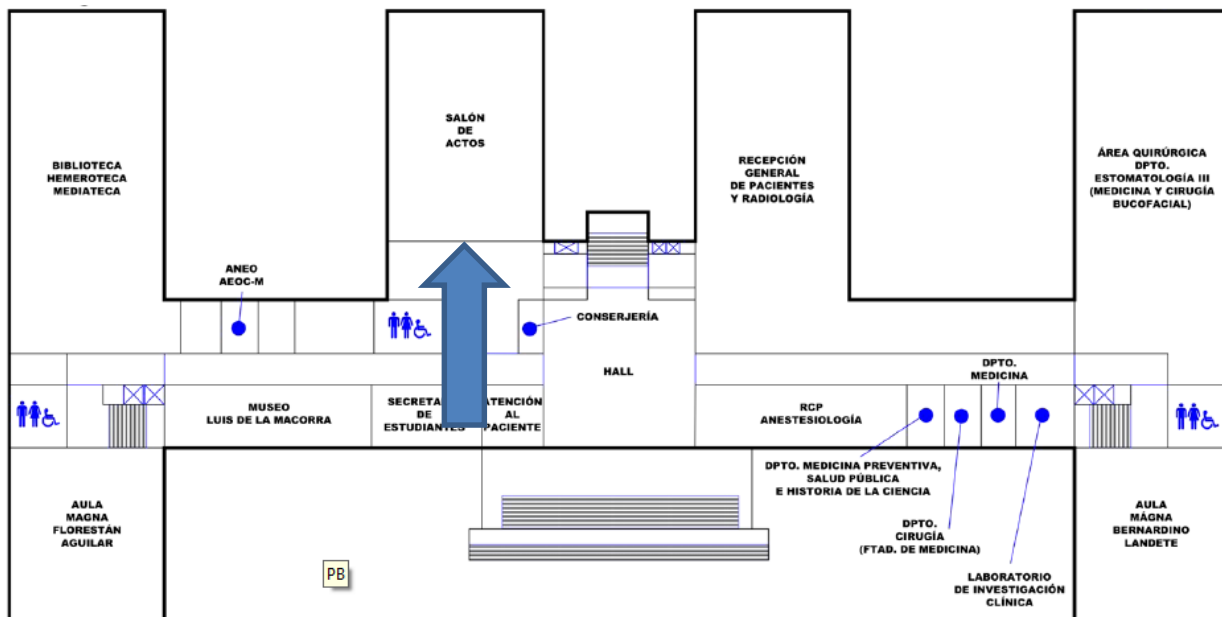 SALÓN
DE
ACTOS
BIBLIOTECA
HEMEROTECA
MEDIATECA
RECEPCIÓN
GENERAL
DE PACIENTES
Y RADIOLOGÍA
ÁREA QUIRÚRGICA
DPTO.
ESTOMATOLOGÍA III
(MEDICINA Y CIRUGÍA
BUCOFACIAL)
ANEO
AEOC-M
CONSERJERÍA
HALL
DPTO.
MEDICINA
MUSEO
LUIS DE LA MACORRA
SECRETA
DE
ESTUDIANTES
ATENCIÓN
AL
PACIENTE
RCP
ANESTESIOLOGÍA
DPTO. MEDICINA PREVENTIVA,
SALUD PÚBLICA
E HISTORIA DE LA CIENCIA
DPTO.
CIRUGÍA
(FTAD. DE MEDICINA)
LABORATORIO
DE INVESTIGACIÓN
CLÍNICA
AULA
MAGNA
FLORESTÁN
AGUILAR
AULA
MÁGNA
BERNARDINO
LANDETE
PB